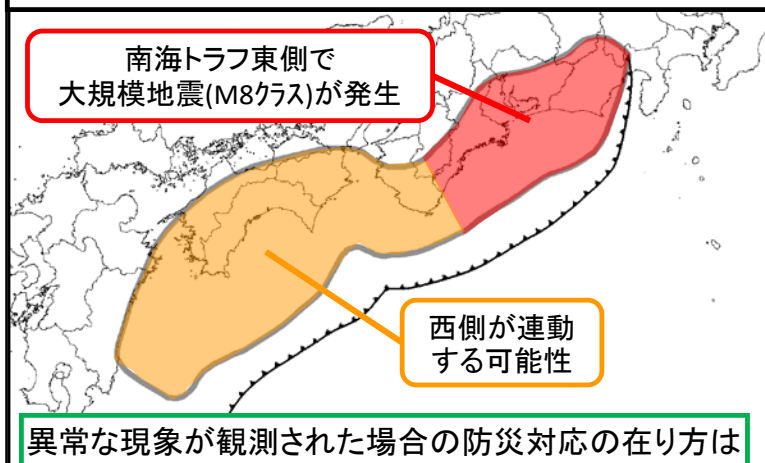 南海トラフ東側で
大規模地震(M8ｸﾗｽ)が発生
西側が連動
する可能性
異常な現象が観測された場合の防災対応の在り方は